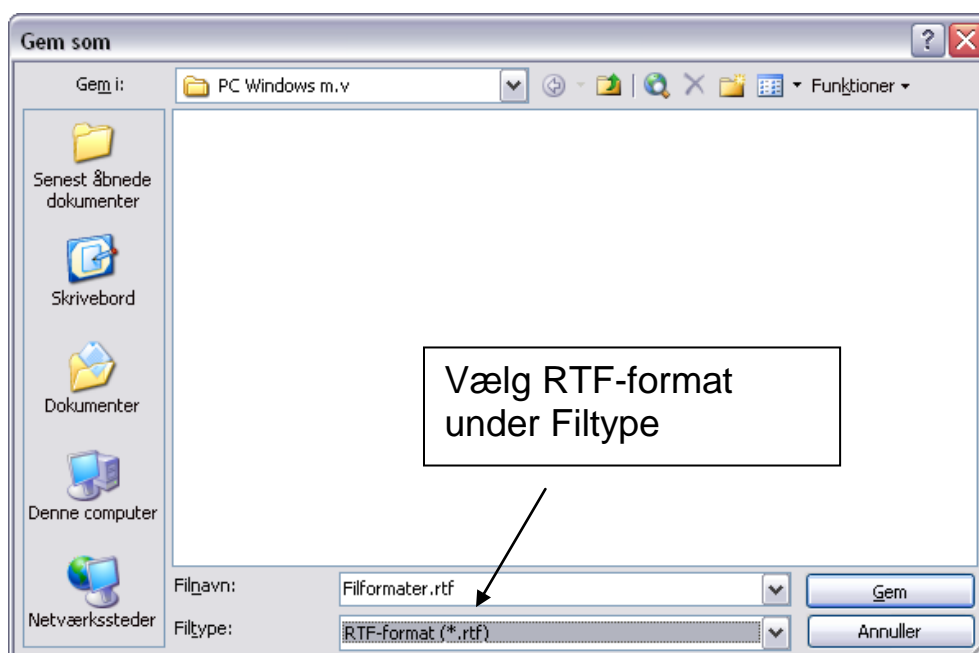 Gem som
Gem i:
PC Windows m.v
Funktioner
Senest åbnede
dokumenter
Skrivebord
Dokumenter
Denne computer
Netværkssteder
Vælg RTF-format
under Filtype
Filnavn:
Filformater.rtf
Gem
Filtype:
RTF-format (*.rtf)
Annuller